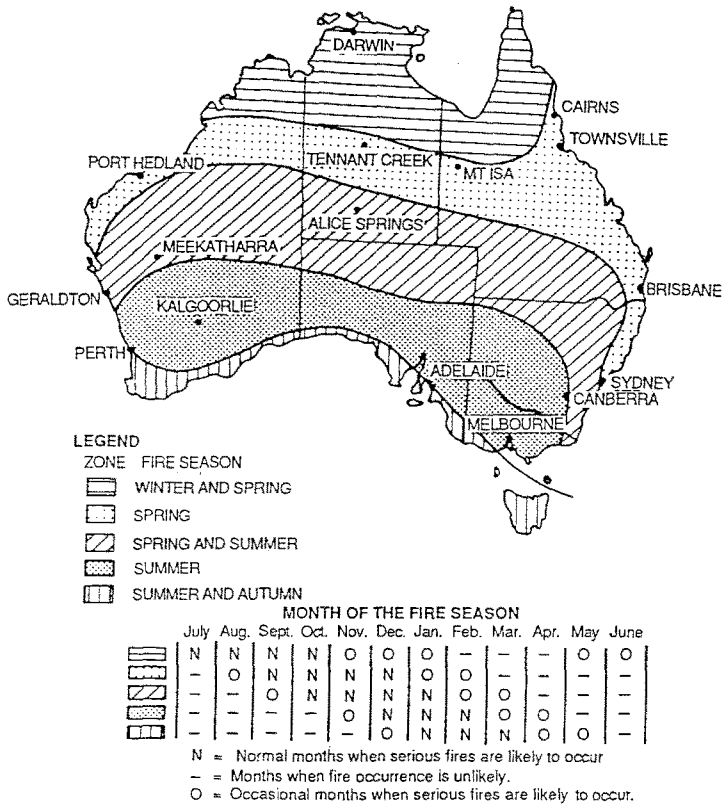 DARWIN
CAIRNS
TOWNSVILLE
TENNANT CREEK
MT ISA
PORT HEDLAND
ALICE SPRINGS
MEEKATHARRA
GERALDTON
BRISBANE
KALGOORLIE
PERTH
ADELAIDE
SYDNEY
CANBERRA
MELBOURNE
LEGEND
ZONE FIRE SEASON
WINTER AND SPRING
SPRING
SPRING AND SUMMER
SUMMER
SUMMER AND AUTUMN
MONTH OF THE FIRE SEASON
July Aug. Sept. Oct. Nov. Dec. Jan. Feb. Mar. Apr. May June
N N N N O O O – – – O O
– O N N N N N O – – – –
– – O N N N N O O – – –
– – – – O N N N O O – –
– – – – – O N N N O O –
N = Normal months when serious fires are likely to occur
– = Months when fire occurrence is unlikely.
O = Occasional months when serious fires are likely to occur.